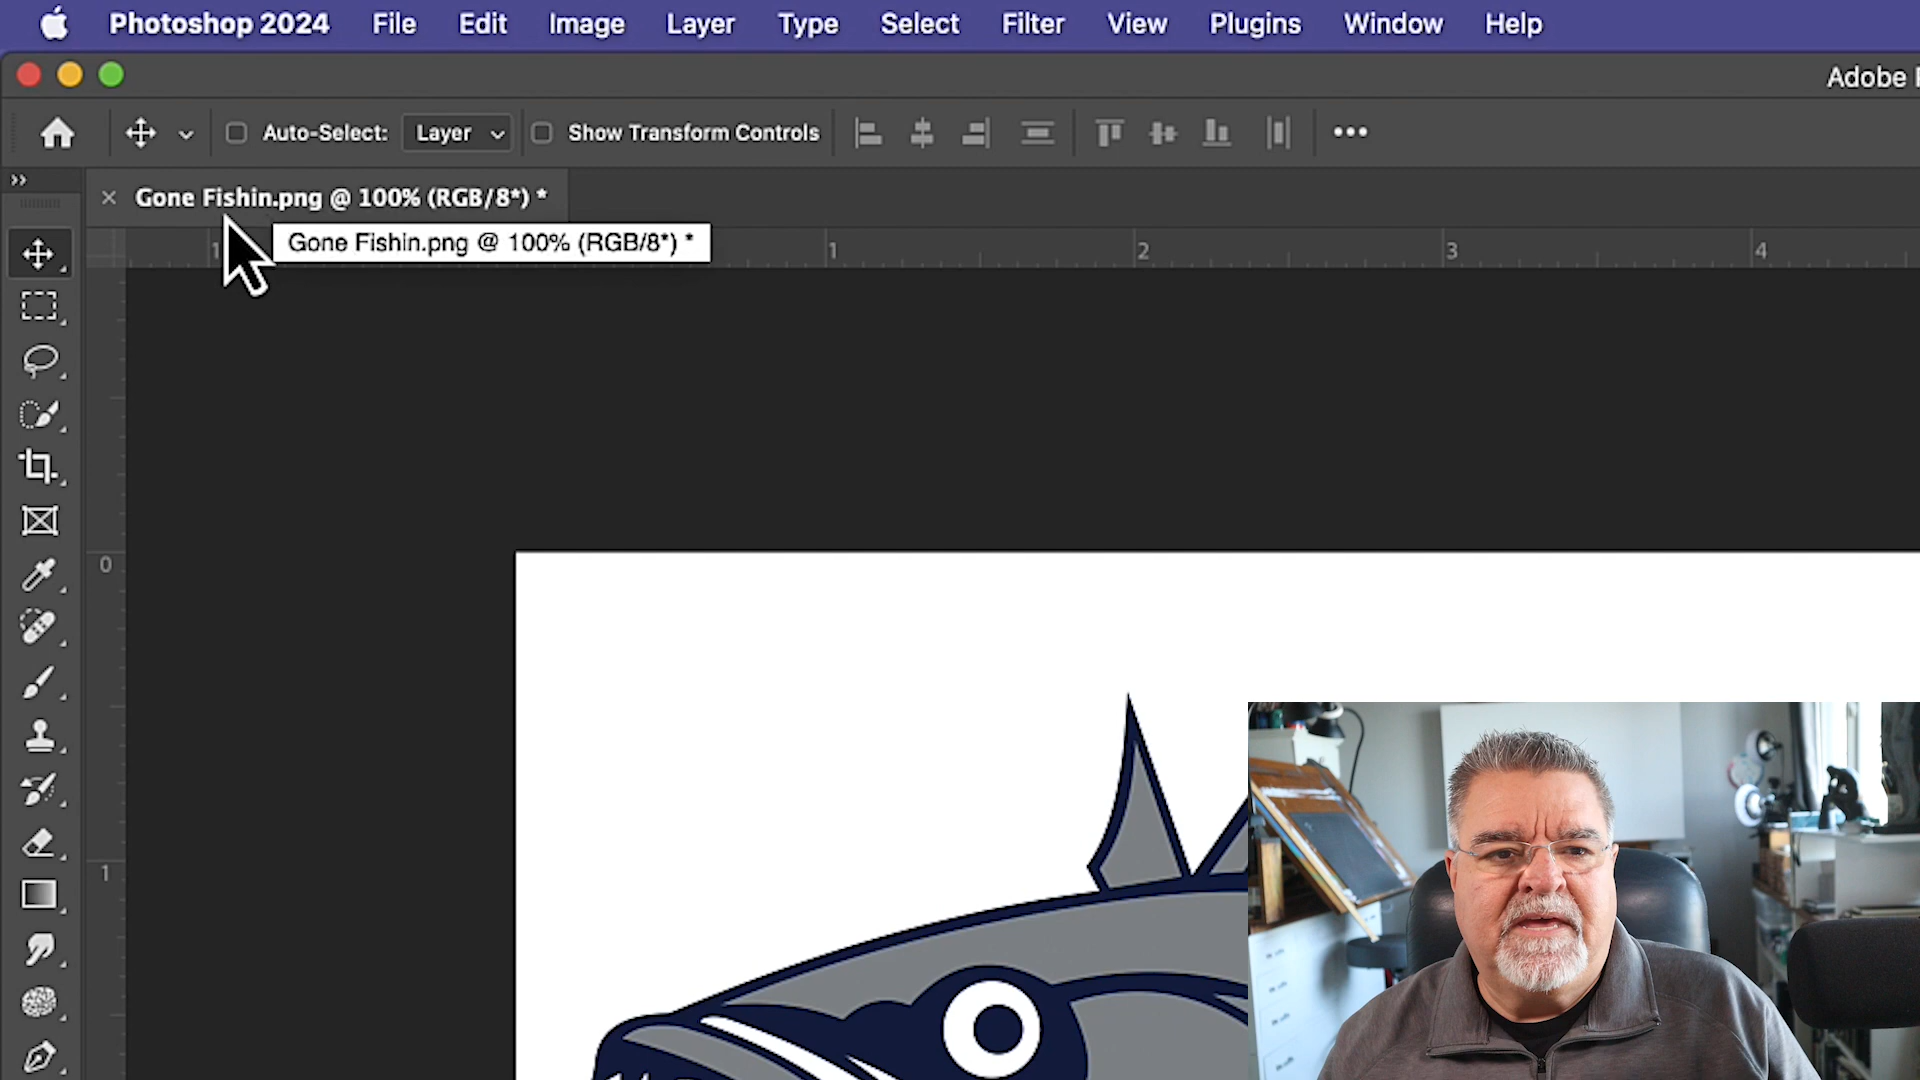 Photoshop 2024 File Edit Image Layer Type Select Filter View Plugins Window Help
Adobe
Auto-Select: Layer Show Transform Controls
Gone Fishin.png @ 100% (RGB/8*) *
Gone Fishin.png @ 100% (RGB/8*) *
1 1 2 3 4
0
1